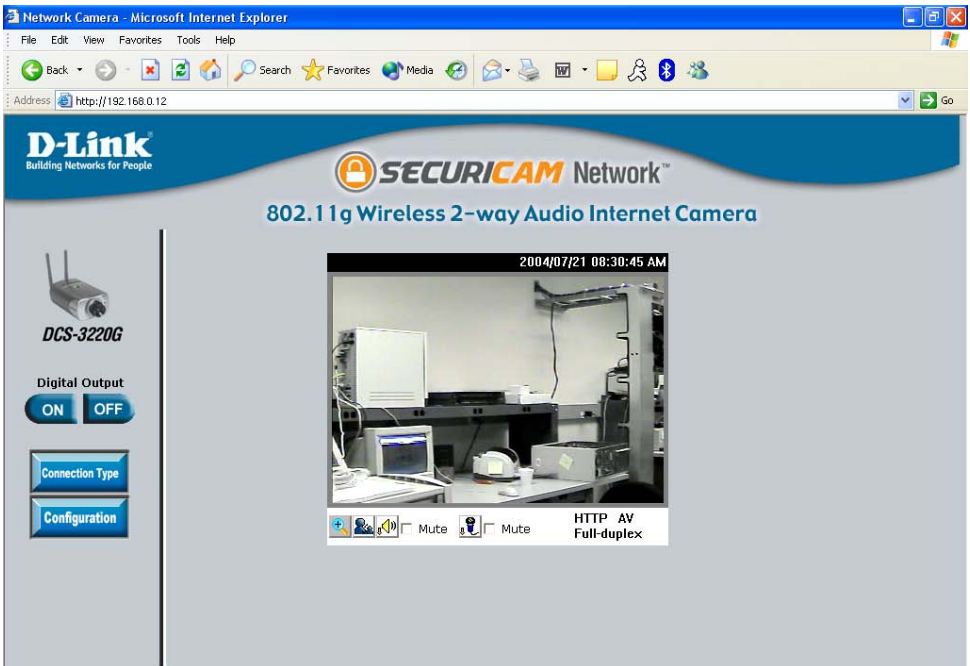 Network Camera - Microsoft Internet Explorer
File Edit View Favorites Tools Help
Back Search Favorites Media
Address http://192.168.0.12 Go
D-Link®
Building Networks for People
SECURICAM Network™
802.11g Wireless 2-way Audio Internet Camera
2004/07/21 08:30:45 AM
DCS-3220G
Digital Output
ON OFF
Connection Type
Configuration
Mute Mute HTTP AV
Full-duplex